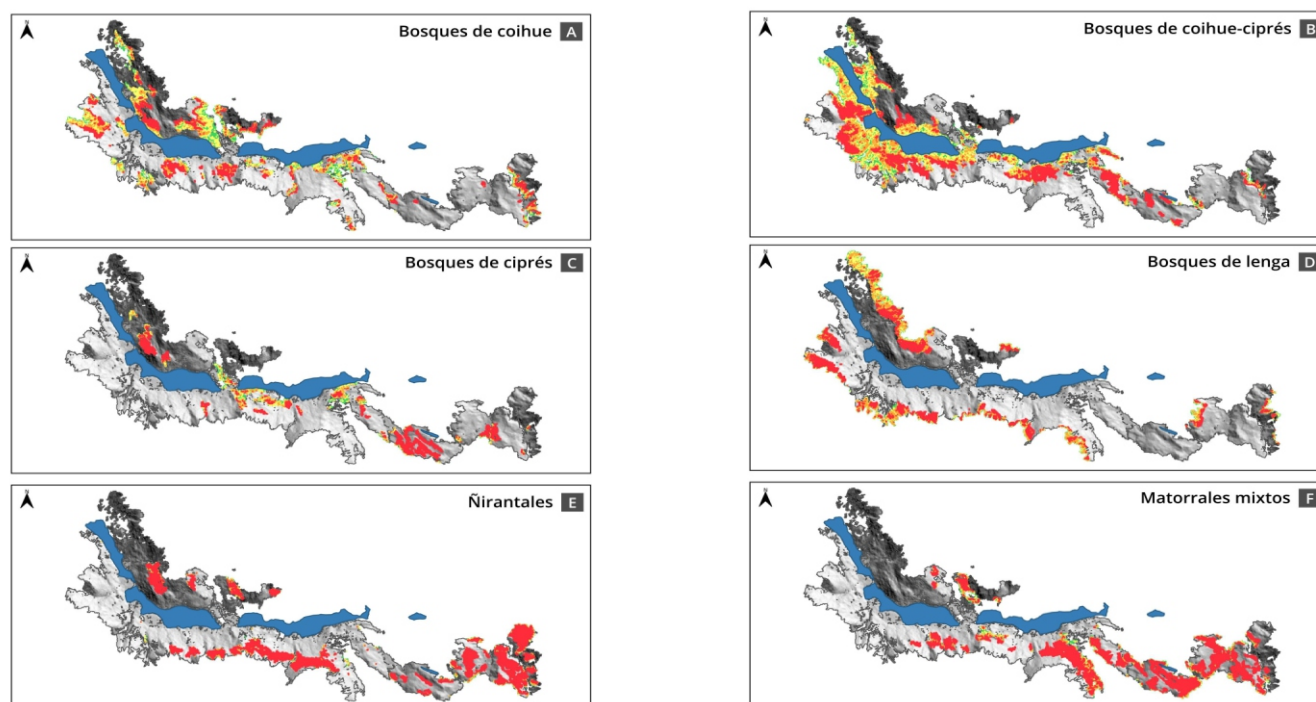 N
Bosques de coihue A
N
Bosques de coihue-ciprés B
N
Bosques de ciprés C
N
Bosques de lenga D
N
Ñirantales E
N
Matorrales mixtos F